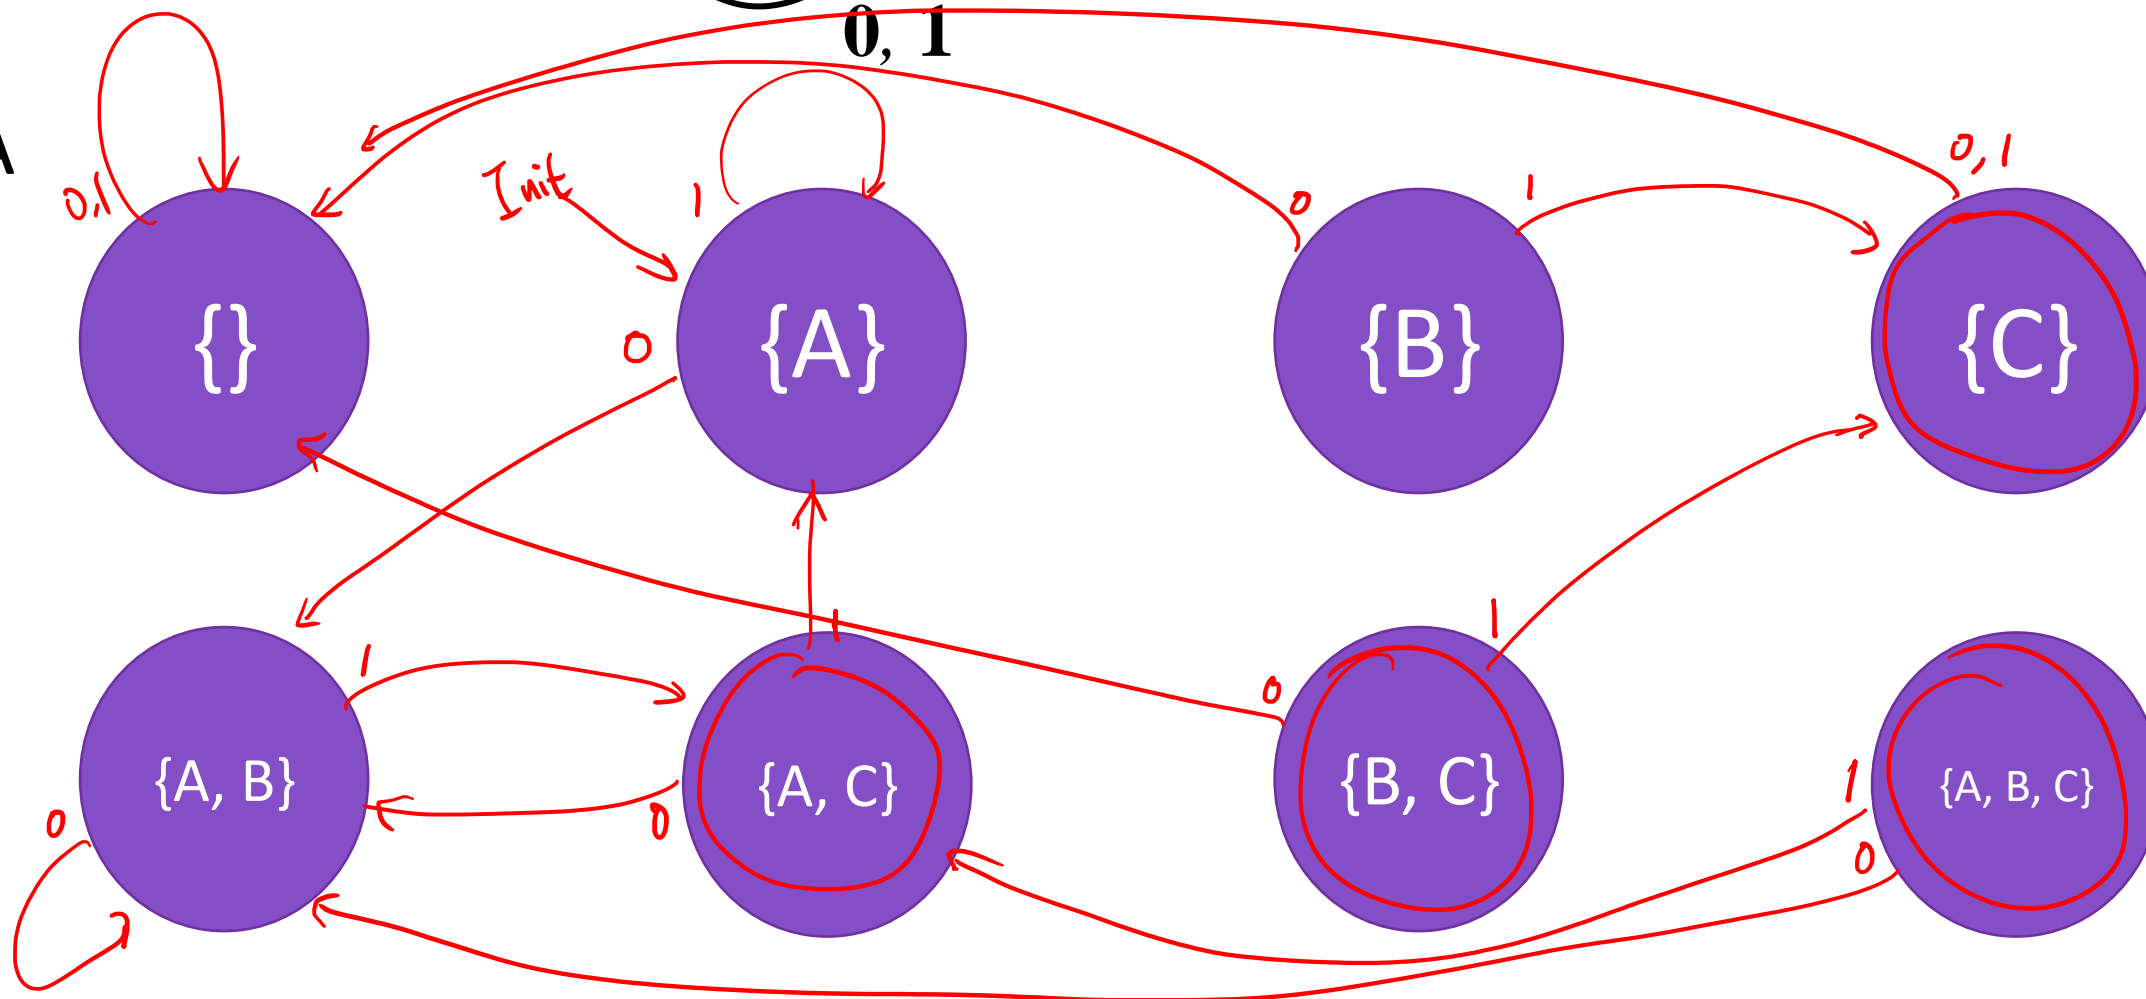 0, 1
A
0,1
Init
1
0
1
0,1
{}
0
{A}
{B}
{C}
1
1
1
0
{A, B}
{A, C}
{B, C}
1
{A, B, C}
0
0
0